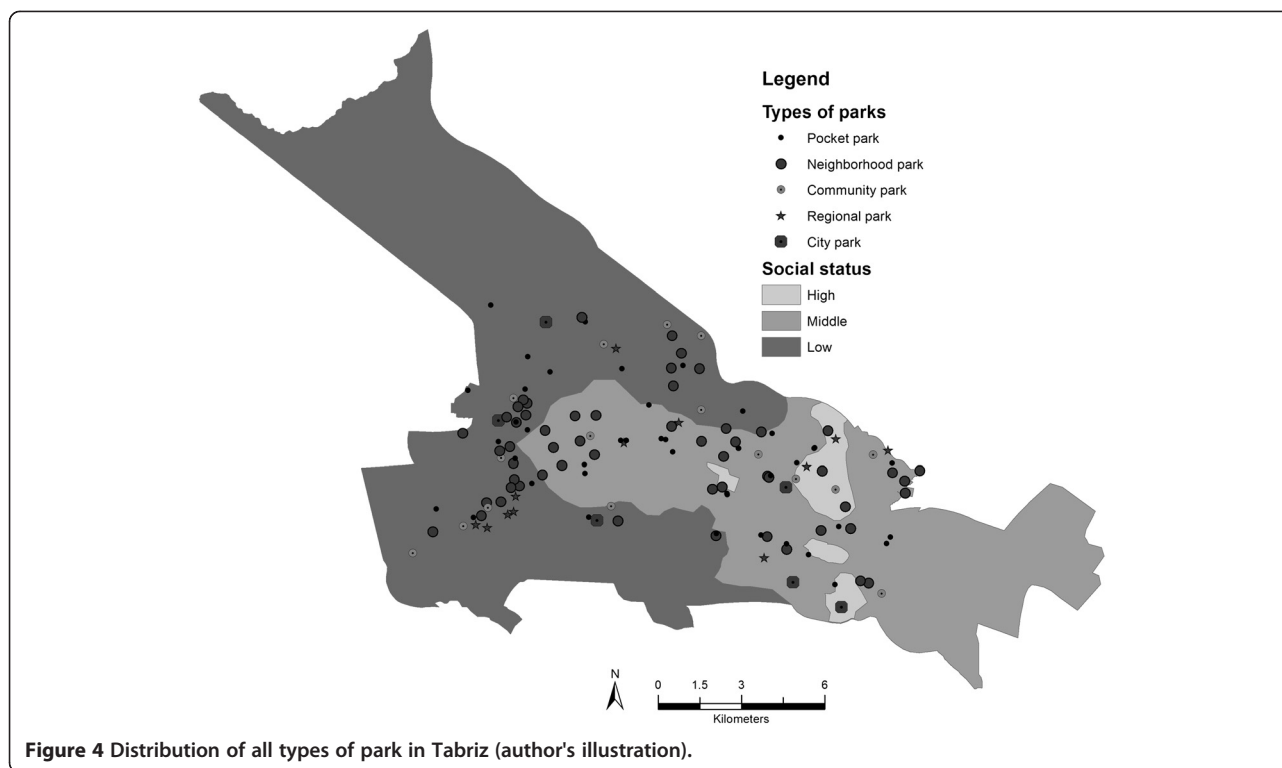 Legend
Types of parks
Pocket park
Neighborhood park
Community park
Regional park
City park
Social status
High
Middle
Low
N
0 1.5 3 6
Kilometers
Figure 4 Distribution of all types of park in Tabriz (author's illustration).